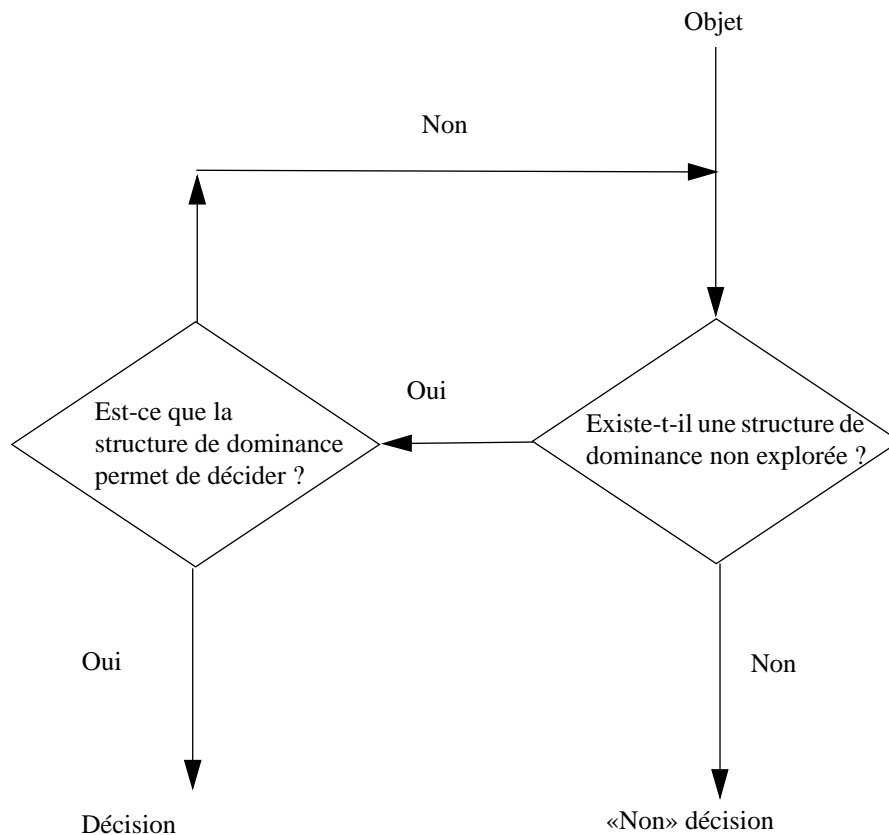 Objet
Non
Oui
Est-ce que la
structure de dominance
permet de décider ?
Existe-t-il une structure de
dominance non explorée ?
Oui
Non
Décision
«Non» décision